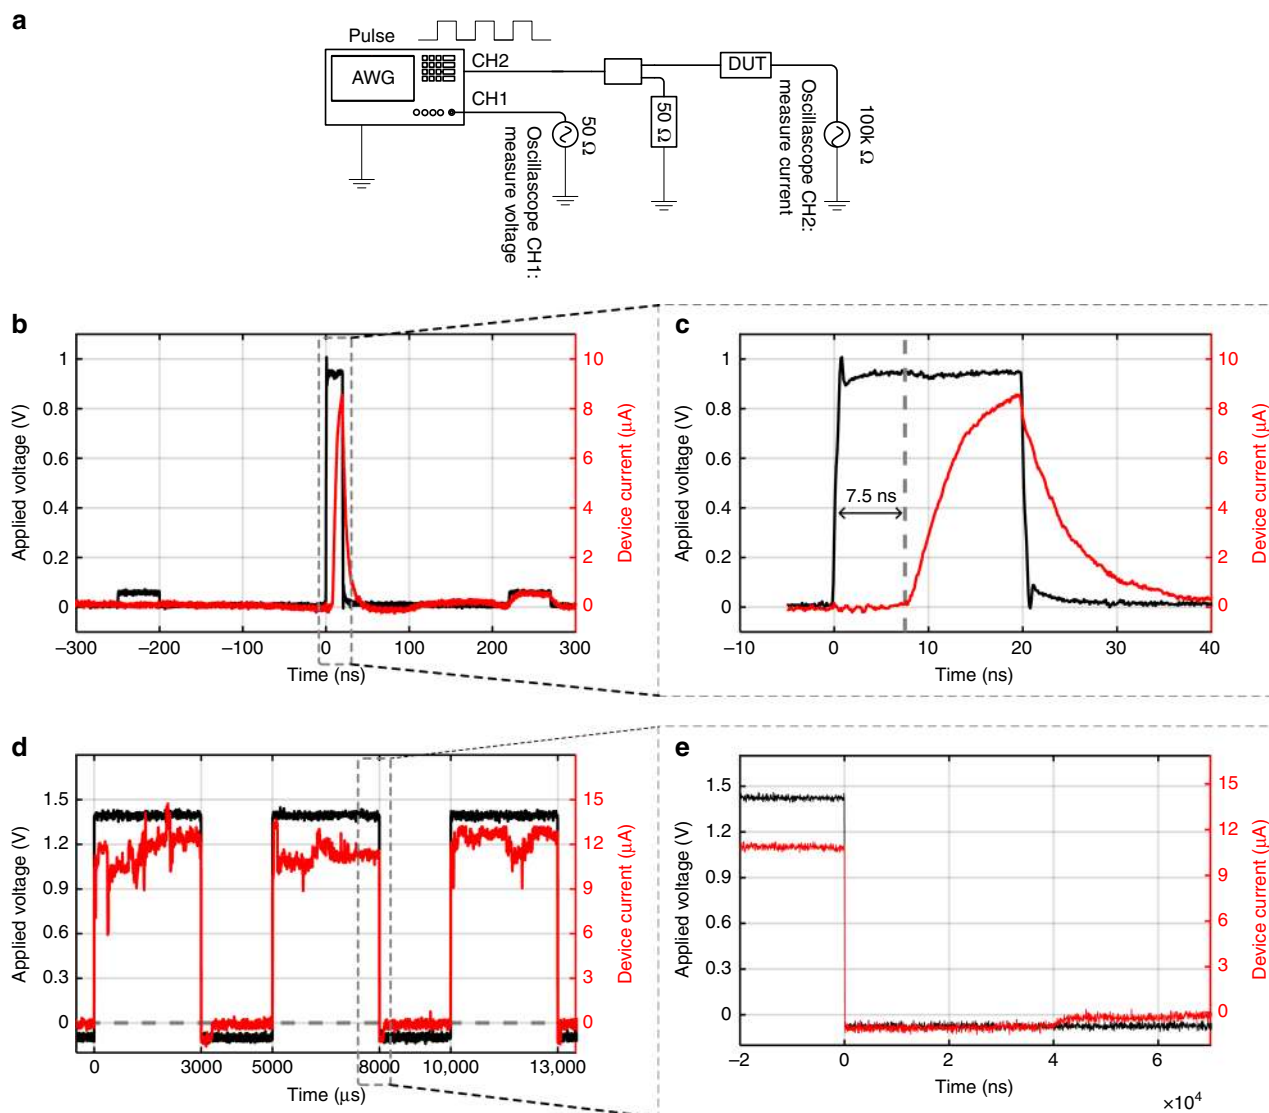 a
Pulse
AWG
CH2
CH1
50 Ω
Oscillascope CH1:
measure voltage
50 Ω
DUT
Oscillascope CH2:
measure current
100k Ω
b
Applied voltage (V)
1
0.8
0.6
0.4
0.2
0
10
8
6
4
2
0
Device current (μA)
–300
–200
–100
0
100
200
300
Time (ns)
c
Applied voltage (V)
1
0.8
0.6
0.4
0.2
0
7.5 ns
10
8
6
4
2
0
Device current (μA)
–10
0
10
20
30
40
Time (ns)
d
Applied voltage (V)
1.5
1.2
0.9
0.6
0.3
0
15
12
9
6
3
0
Device current (μA)
0
3000
5000
8000
10,000
13,000
Time (μs)
e
Applied voltage (V)
1.5
1.2
0.9
0.6
0.3
0
15
12
9
6
3
0
Device current (μA)
–2
0
2
4
6
Time (ns)
×10⁴